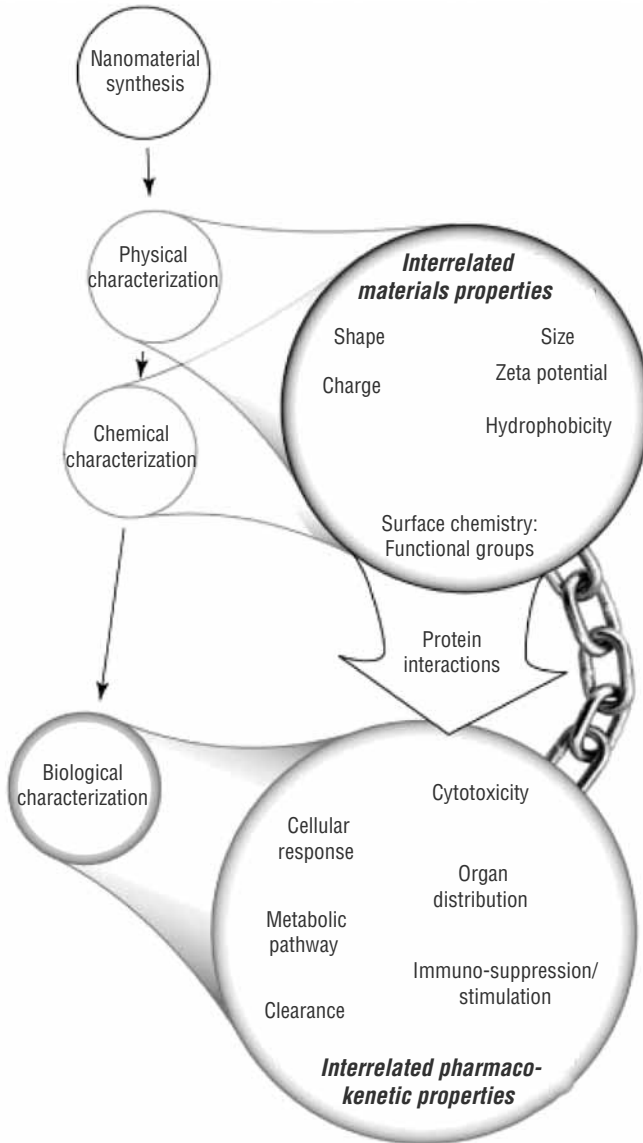 Nanomaterial
synthesis
Physical
characterization
Interrelated
materials properties
Shape
Size
Charge
Zeta potential
Hydrophobicity
Chemical
characterization
Surface chemistry:
Functional groups
Protein
interactions
Biological
characterization
Cytotoxicity
Cellular
response
Organ
distribution
Metabolic
pathway
Immuno-suppression/
stimulation
Clearance
Interrelated pharmaco-
kenetic properties